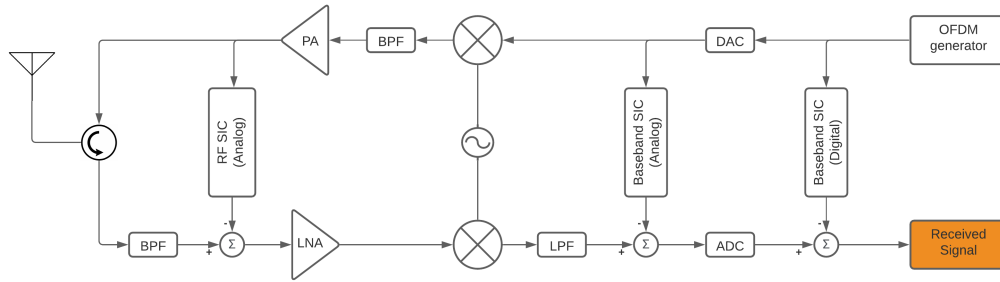 PA
BPF
DAC
OFDM
generator
RF SIC
(Analog)
Baseband SIC
(Analog)
Baseband SIC
(Digital)
-
-
-
BPF
+
Σ
LNA
LPF
+
Σ
ADC
+
Σ
Received
Signal